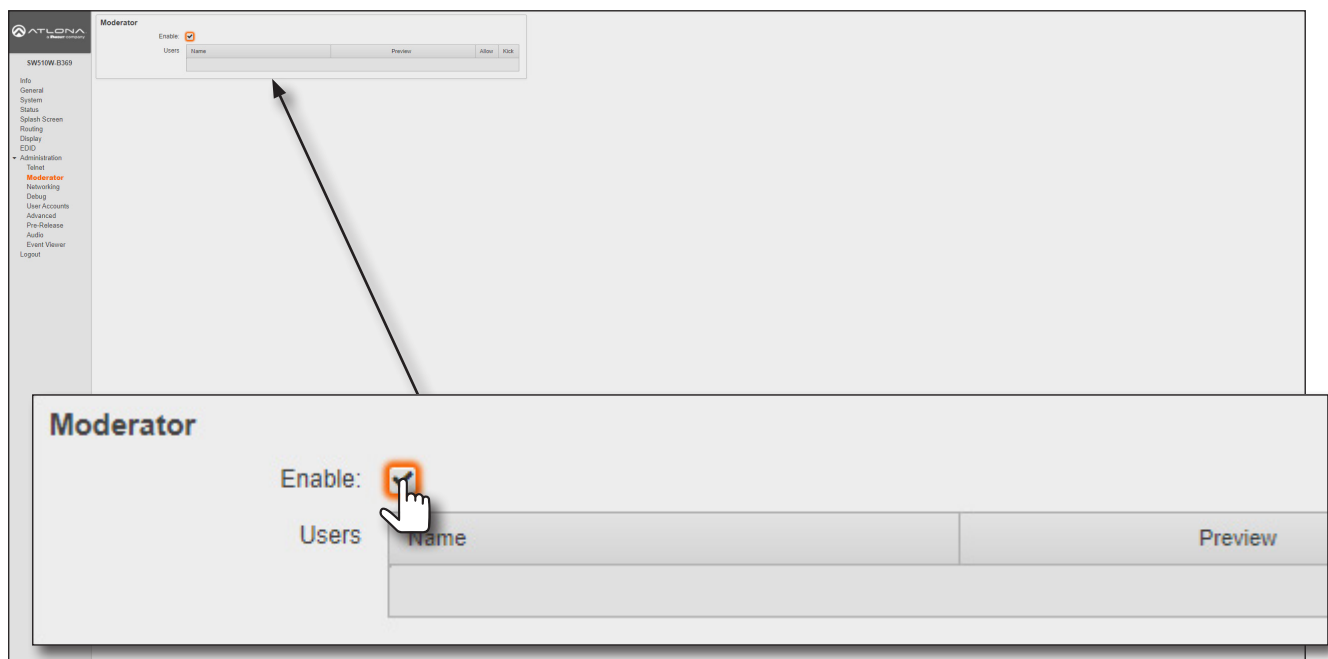 ATLONA
a Panduit company
SW510W-B369
Info
General
System
Status
Splash Screen
Routing
Display
EDID
Administration
Telnet
Moderator
Networking
Debug
User Accounts
Advanced
Pre-Release
Audio
Event Viewer
Logout
Moderator
Enable:
Users Name Preview Allow Kick
Moderator
Enable:
Users Name Preview